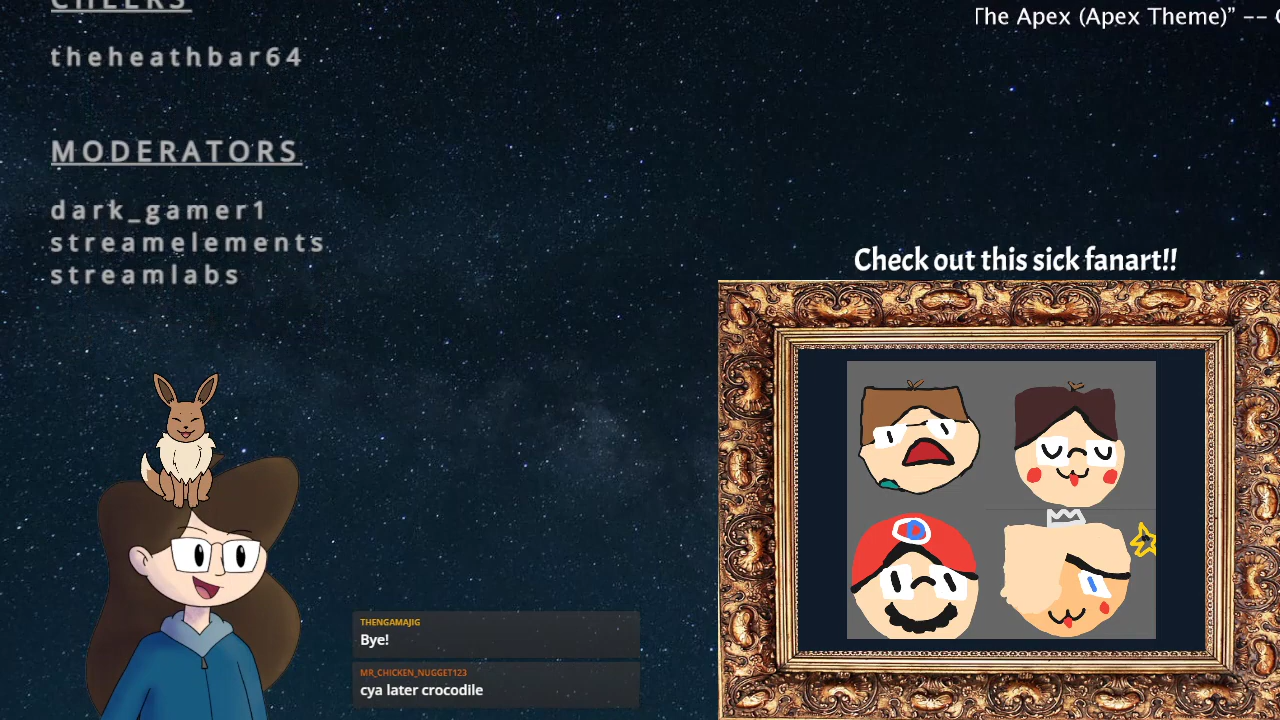 CHEERS
theheathbar64
MODERATORS
dark_gamer1
streamelements
streamlabs
The Apex (Apex Theme)" --
Check out this sick fanart!!
THENGAMAJIG
Bye!
MR_CHICKEN_NUGGET123
cya later crocodile